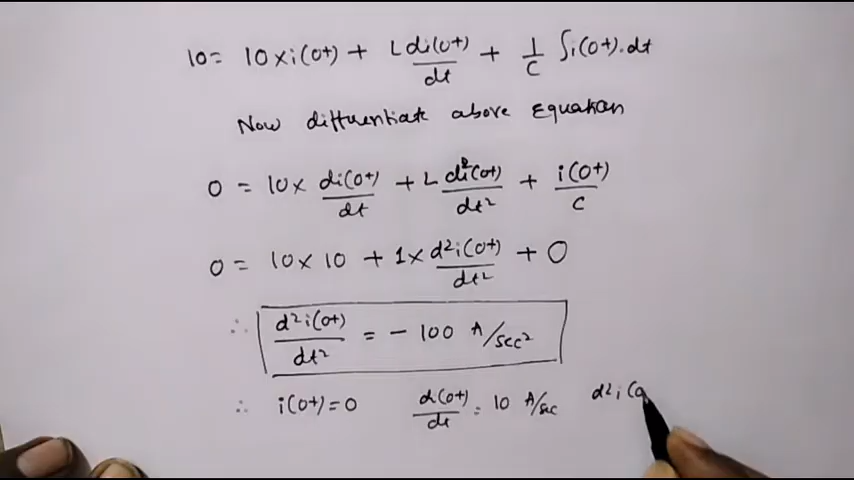 10 = 10 x i(0+) + L di(0+)/dt + 1/C ∫i(0+).dt
Now differentiate above Equation
0 = 10 x di(0+)/dt + L d²i(0+)/dt² + i(0+)/C
0 = 10 x 10 + 1 x d²i(0+)/dt² + 0
∴ d²i(0+)/dt² = - 100 A/sec²
∴ i(0+) = 0 d(0+)/dt = 10 A/sec d²i(0